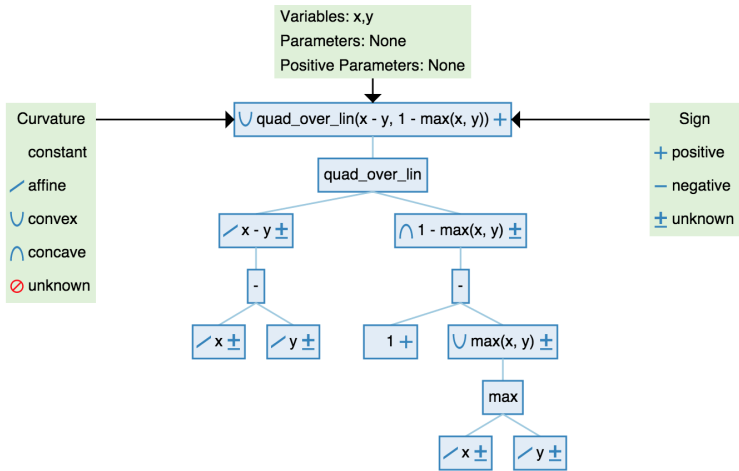 Variables: x,y
Parameters: None
Positive Parameters: None
Curvature
constant
affine
convex
concave
unknown
quad_over_lin(x - y, 1 - max(x, y)) +
Sign
+ positive
− negative
± unknown
quad_over_lin
x - y ±
1 - max(x, y) ±
-
-
x ±
y ±
1 +
max(x, y) ±
max
x ±
y ±